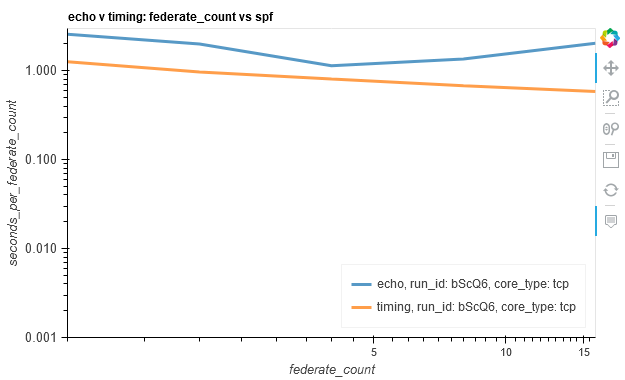 echo v timing: federate_count vs spf
seconds_per_federate_count
1.000
0.100
0.010
0.001
echo, run_id: bScQ6, core_type: tcp
timing, run_id: bScQ6, core_type: tcp
5
10
15
federate_count